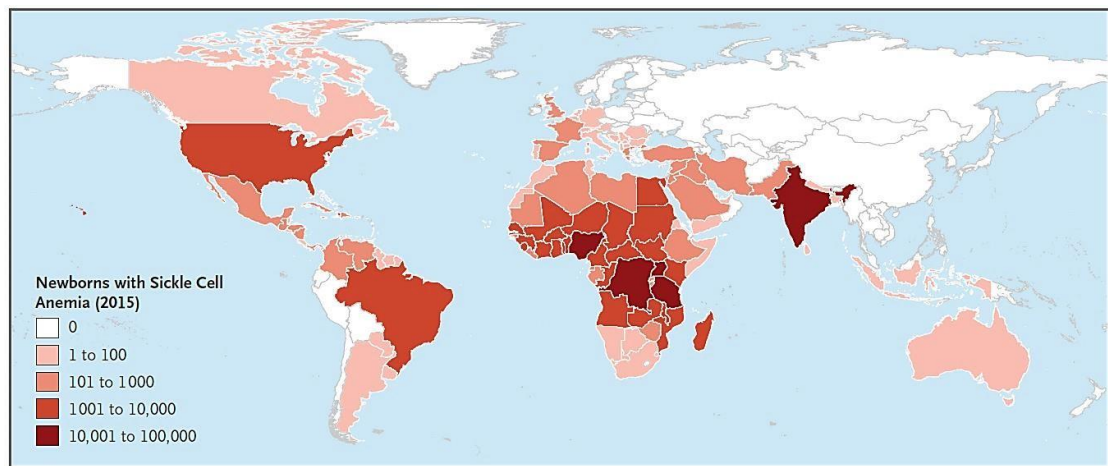 Newborns with Sickle Cell
Anemia (2015)
0
1 to 100
101 to 1000
1001 to 10,000
10,001 to 100,000